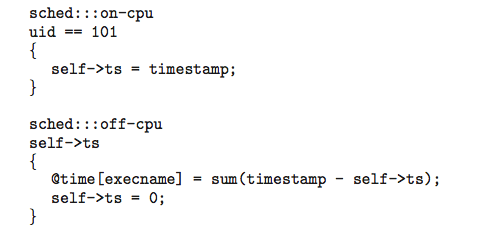 sched:::on-cpu
uid == 101
{
self->ts = timestamp;
}
sched:::off-cpu
self->ts
{
@time[execname] = sum(timestamp - self->ts);
self->ts = 0;
}